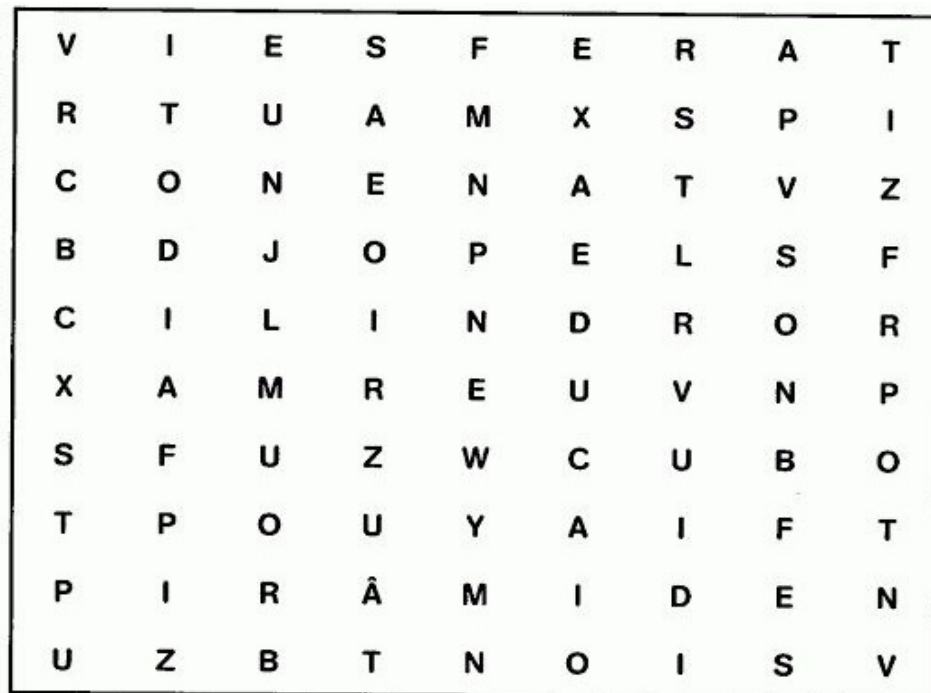 V I E S F E R A T
R T U A M X S P I
C O N E N A T V Z
B D J O P E L S F
C I L I N D R O R
X A M R E U V N P
S F U Z W C U B O
T P O U Y A I F T
P I R Â M I D E N
U Z B T N O I S V